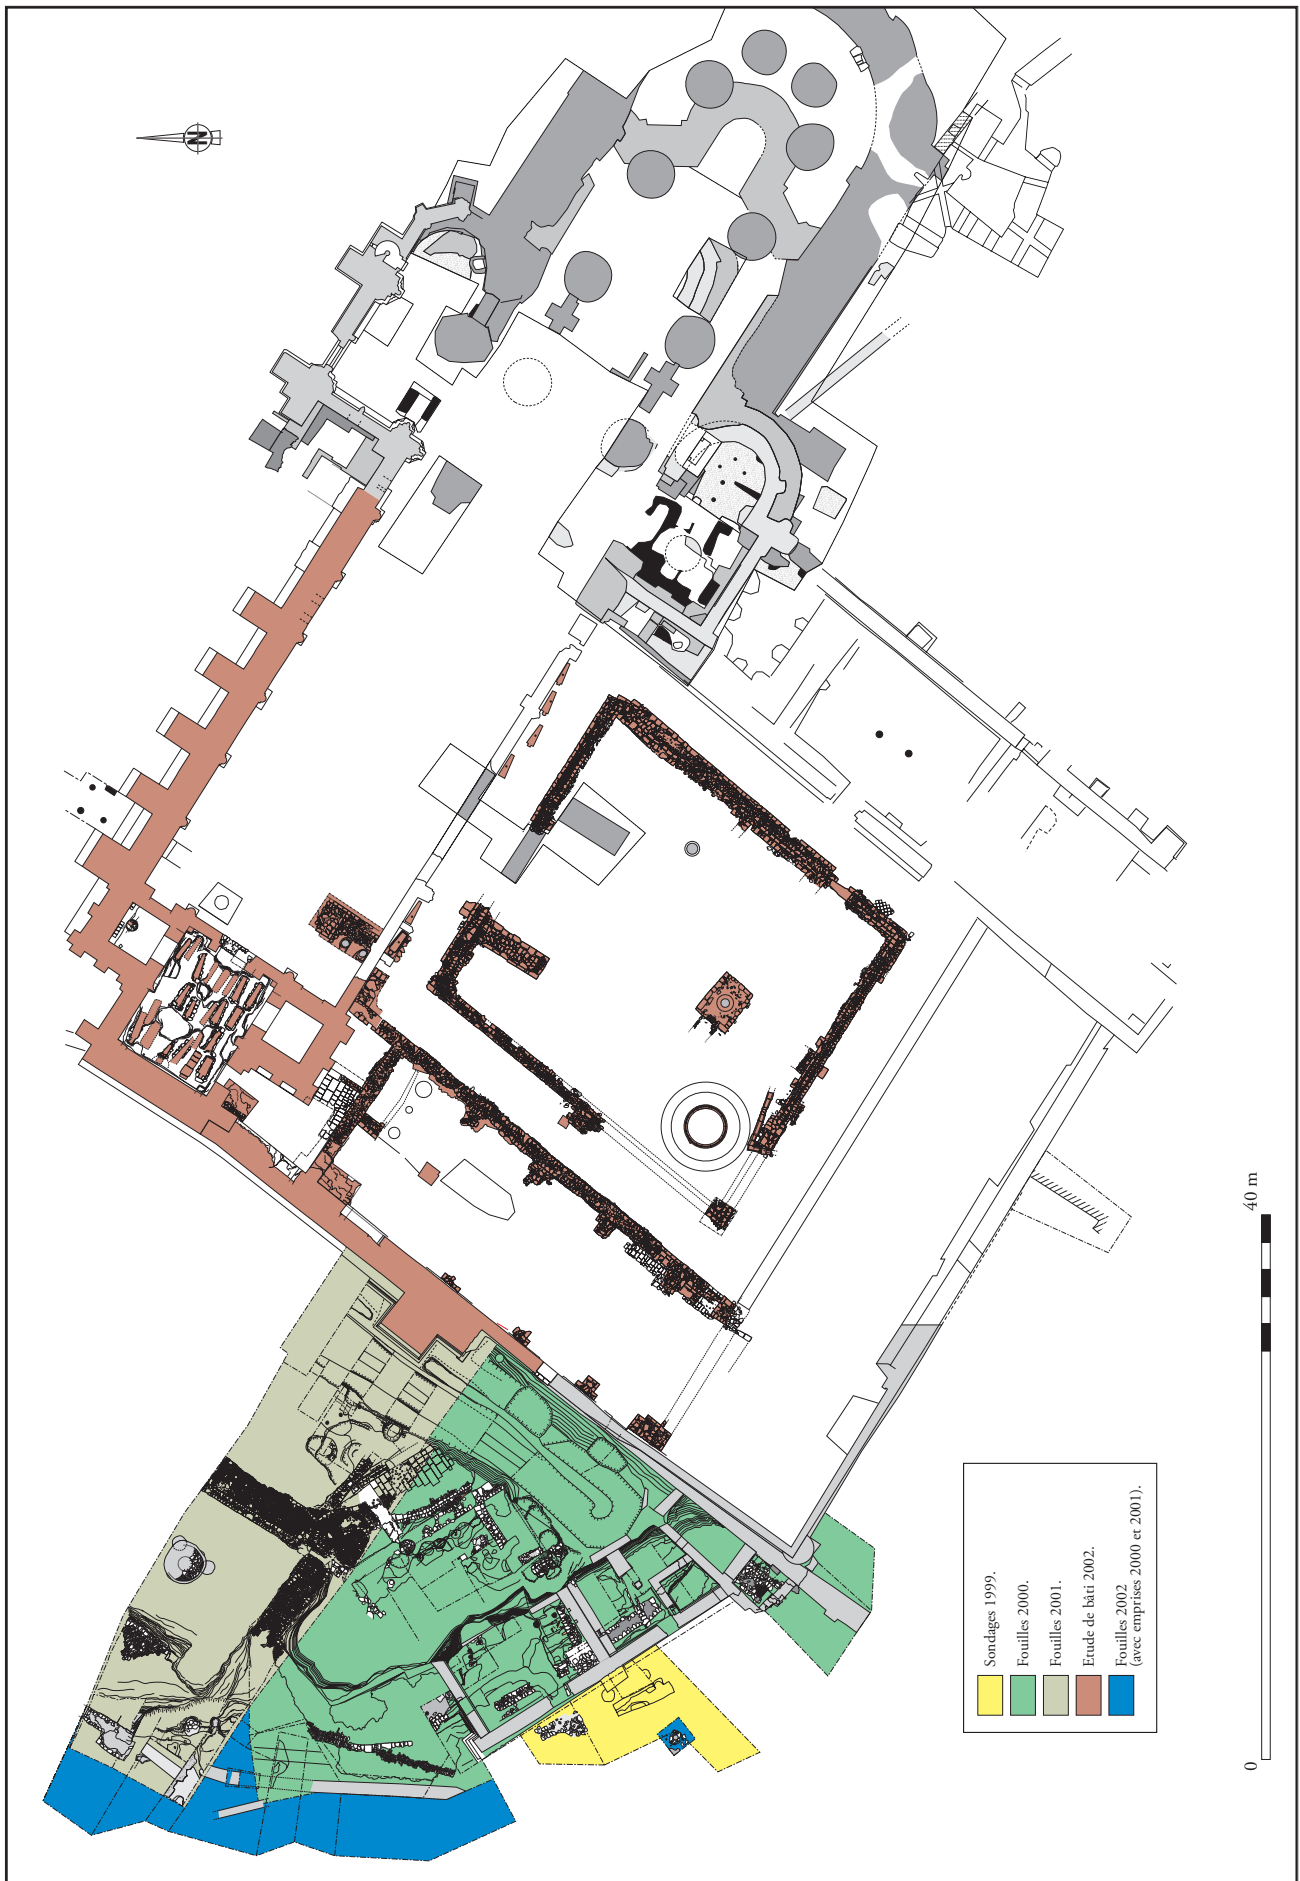 N
Sondages 1999.
Fouilles 2000.
Fouilles 2001.
Etude de bâti 2002.
Fouilles 2002
(avec emprises 2000 et 2001).
0
40 m